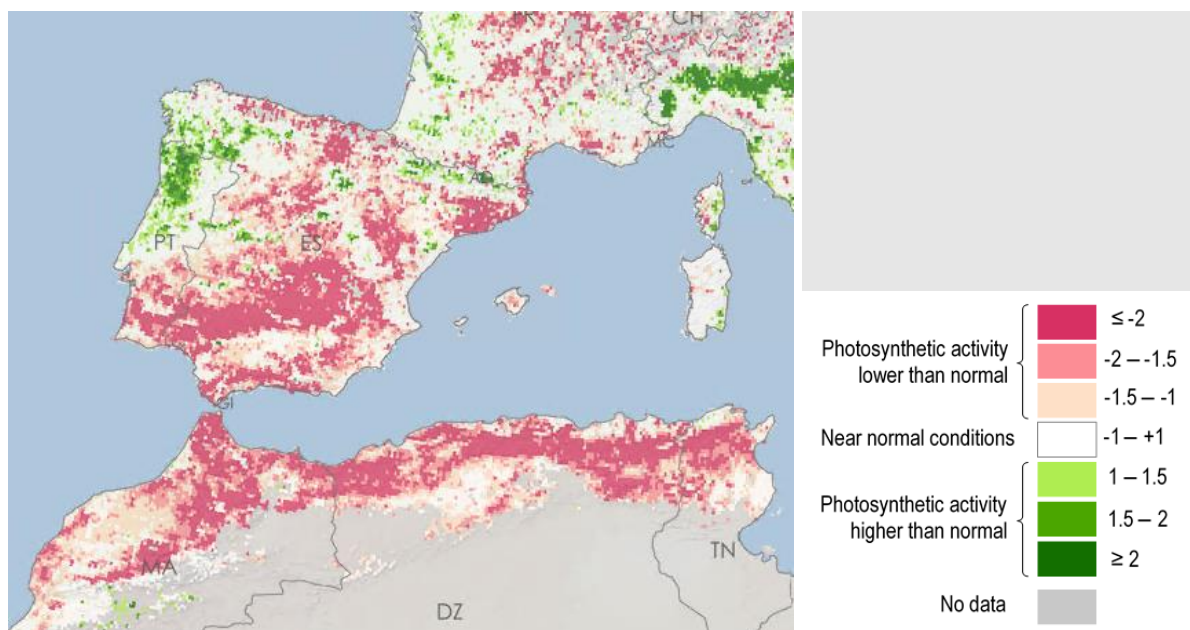 FR
CH
MC
AD
PT
ES
GI
MA
DZ
TN
≤ -2
Photosynthetic activity
lower than normal
-2 – -1.5
-1.5 – -1
Near normal conditions
-1 – +1
Photosynthetic activity
higher than normal
1 – 1.5
1.5 – 2
≥ 2
No data